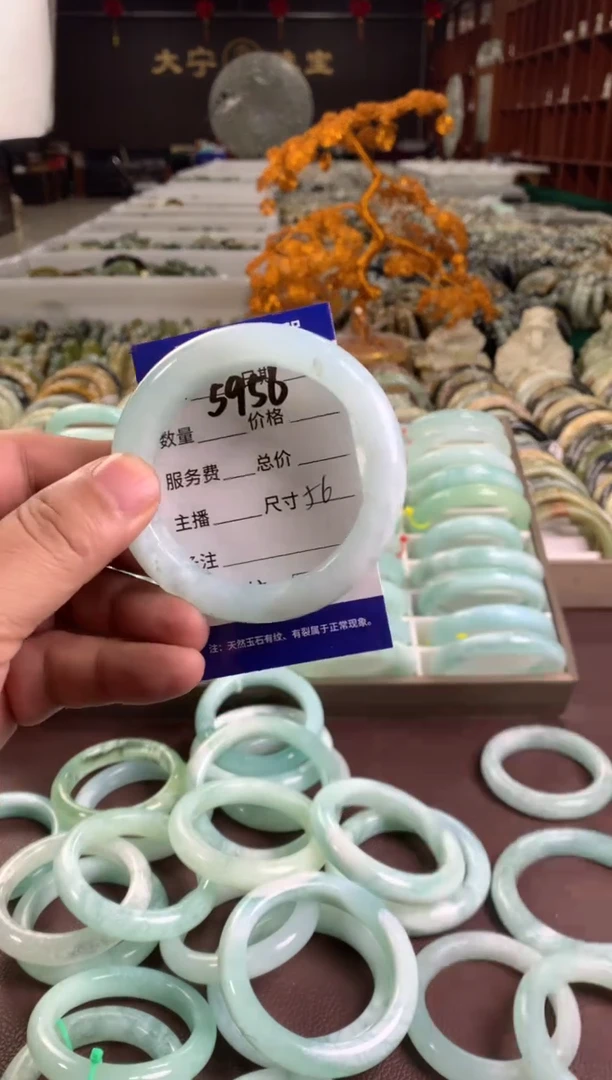 大宁 宝
5956
数量 价格
服务费 总价
主播 尺寸 56
注
注：天然玉石有纹、有裂属于正常现象。